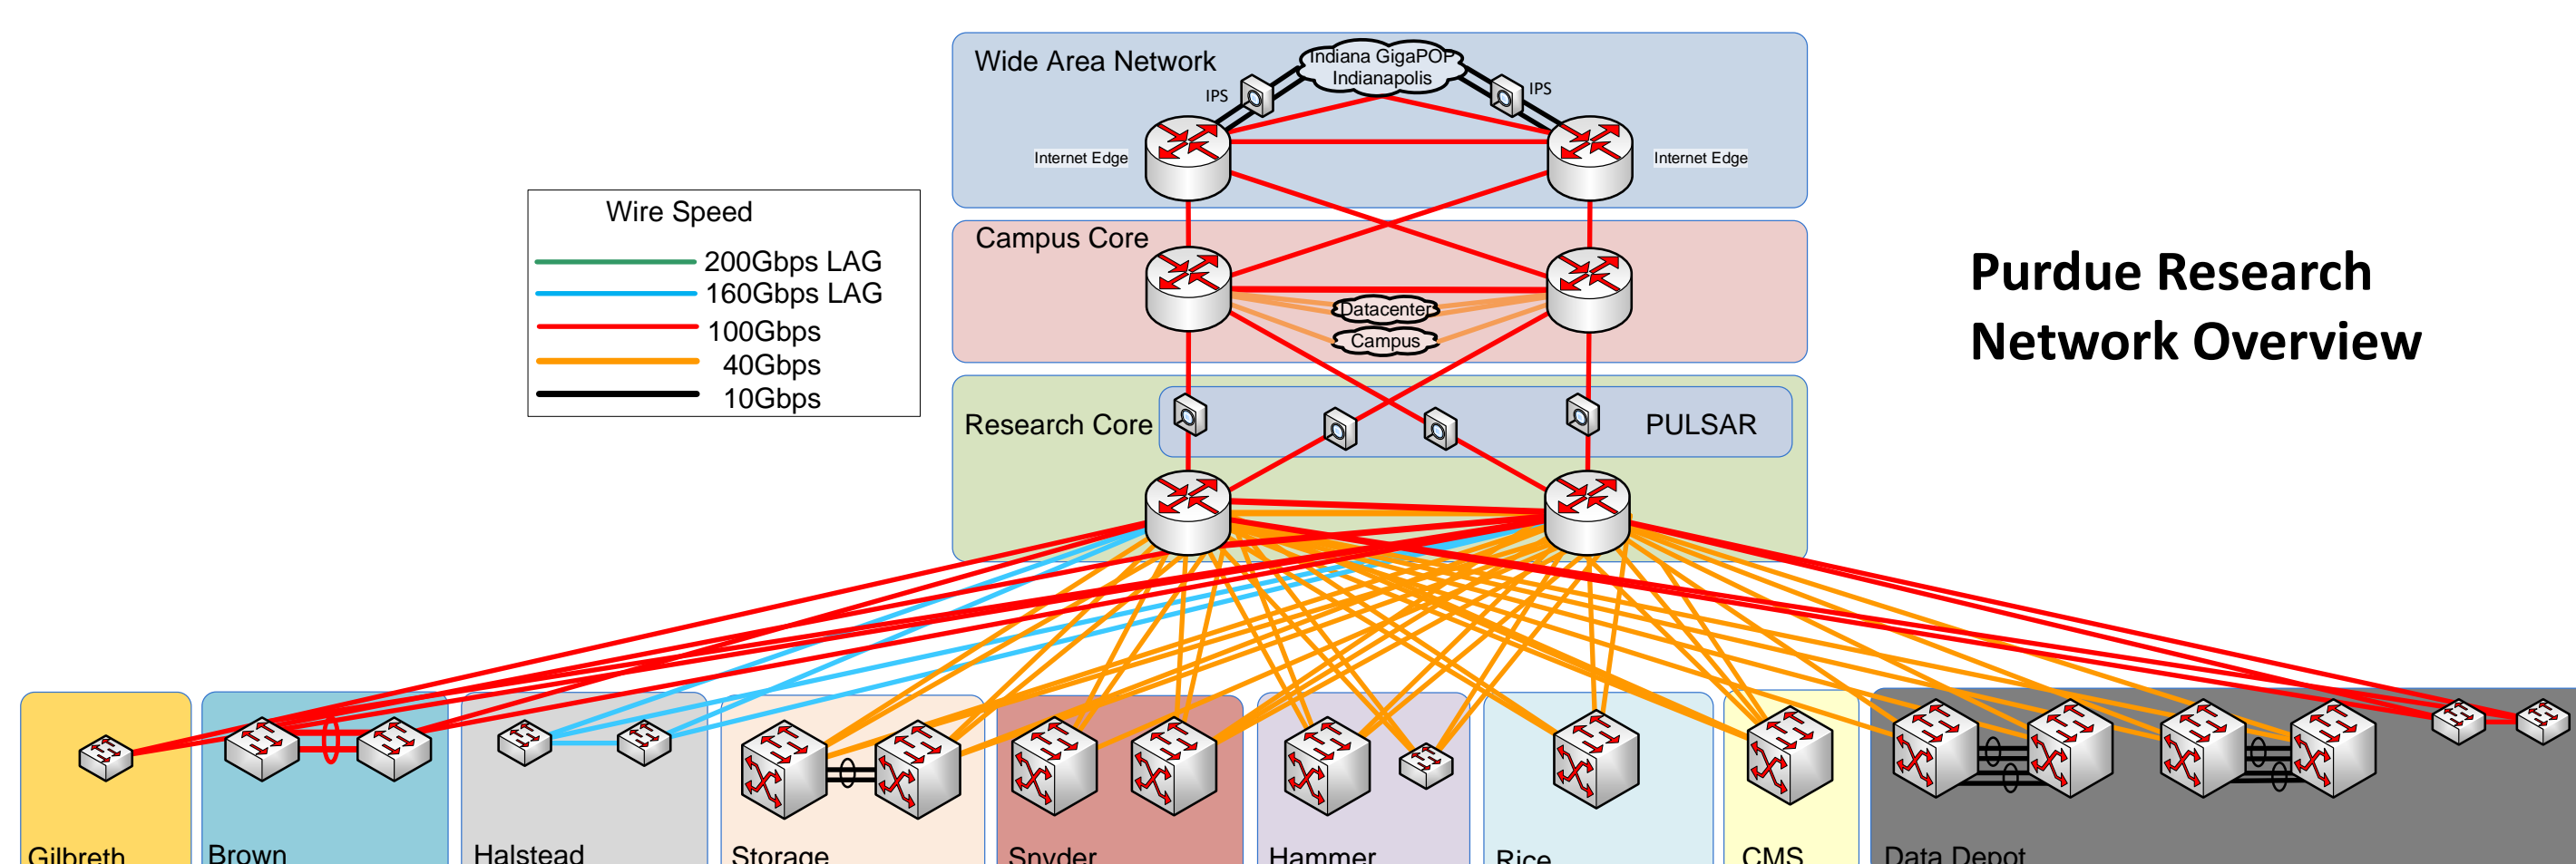 Wide Area Network
Indiana GigaPOP
Indianapolis
IPS
IPS
Internet Edge
Internet Edge
Wire Speed
200Gbps LAG
160Gbps LAG
100Gbps
40Gbps
10Gbps
Campus Core
Datacenter
Campus
Purdue Research
Network Overview
Research Core
PULSAR
Gilbreth
Brown
Halstead
Storage
Snyder
Hammer
Rice
CMS
Data Depot